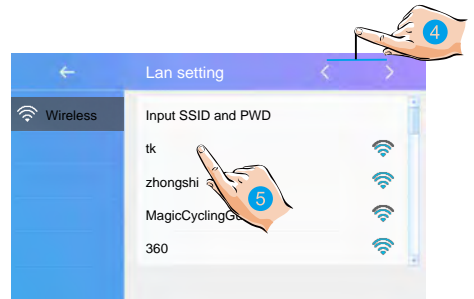 4
Lan setting
Wireless
Input SSID and PWD
tk
zhongshi
5
360